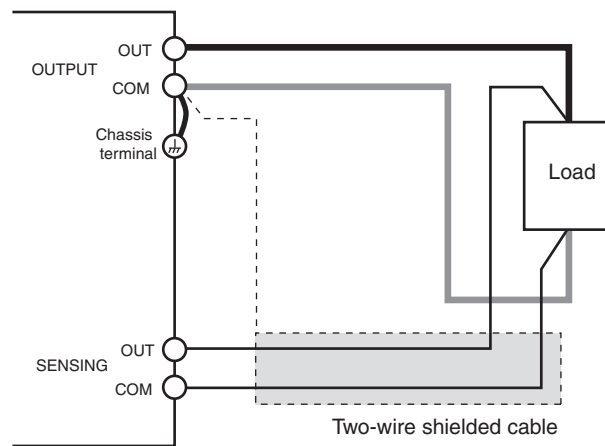 OUT
OUTPUT
COM
Chassis
terminal
Load
OUT
SENSING
COM
Two-wire shielded cable